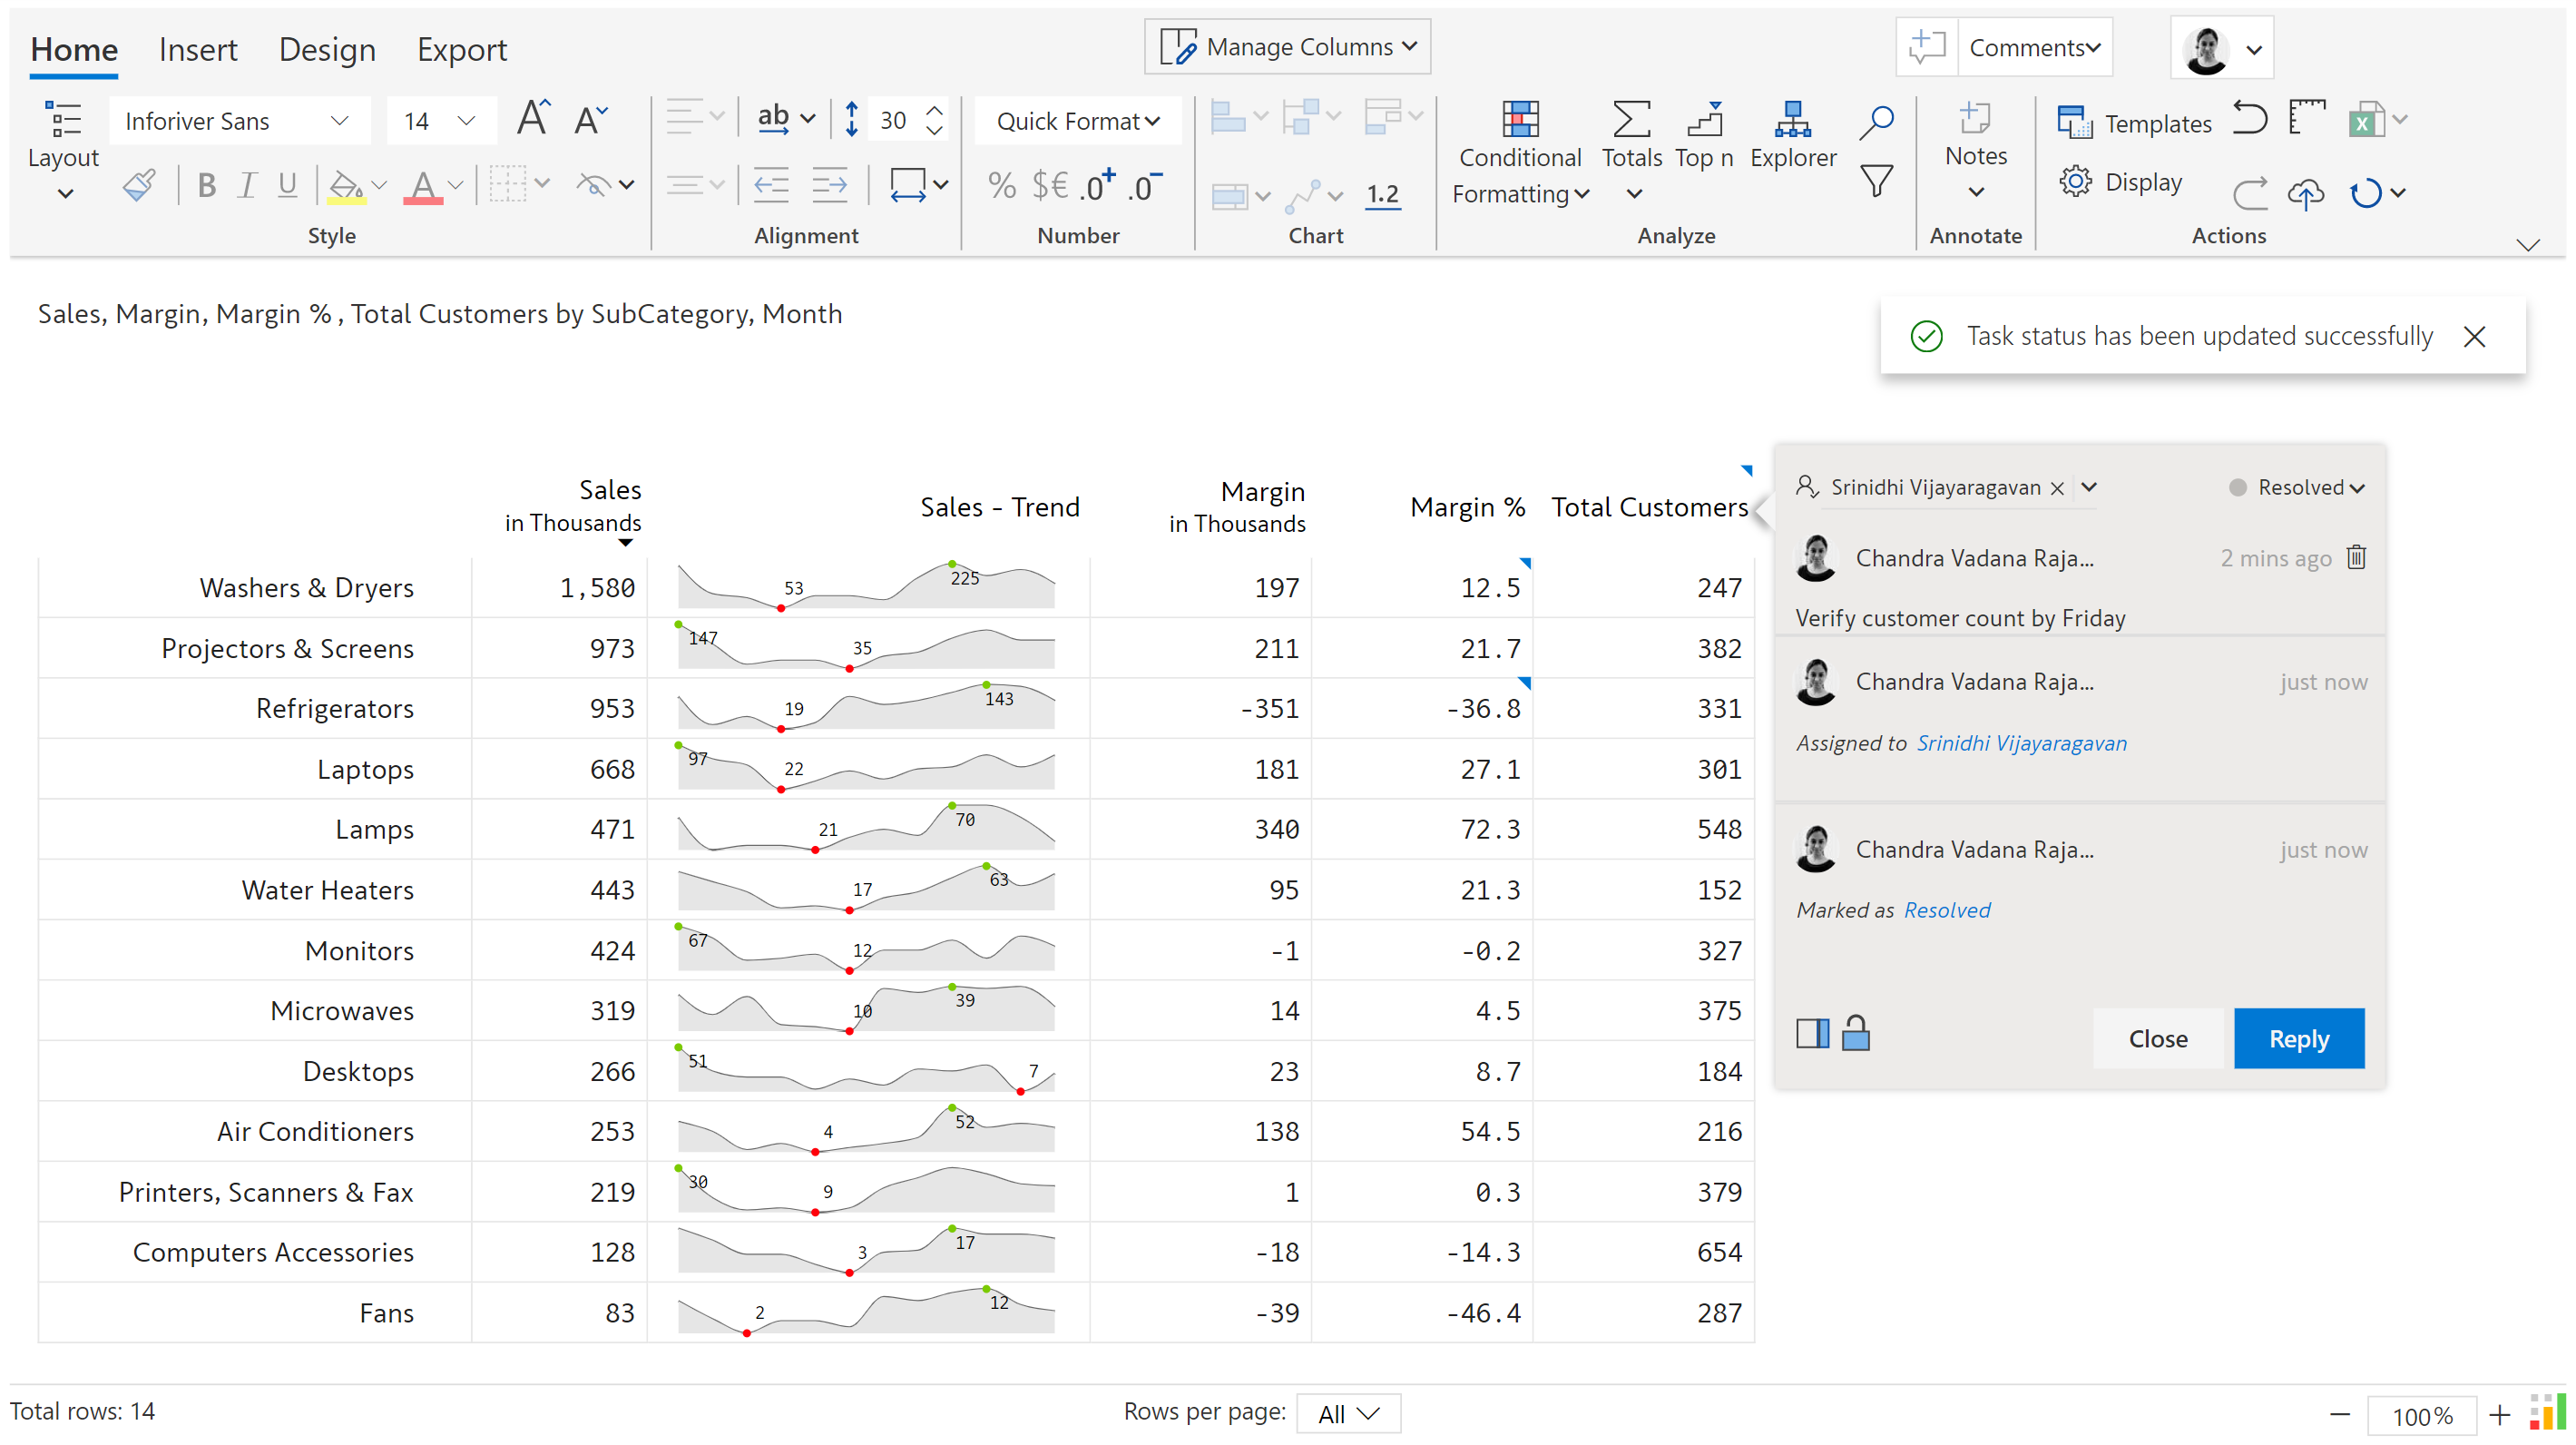 Home Insert Design Export Manage Columns Comments
Inforiver Sans 14 A A ab 30 Quick Format
Layout Conditional Formatting Totals Top n Explorer Notes Templates
B I U A % $€ .0 .0 1.2 Display
Style Alignment Number Chart Analyze Annotate Actions
Sales, Margin, Margin % , Total Customers by SubCategory, Month
Task status has been updated successfully
Sales in Thousands Sales - Trend Margin in Thousands Margin % Total Customers
Washers & Dryers 1,580 53 225 197 12.5 247
Projectors & Screens 973 147 35 211 21.7 382
Refrigerators 953 19 143 -351 -36.8 331
Laptops 668 97 22 181 27.1 301
Lamps 471 21 70 340 72.3 548
Water Heaters 443 17 63 95 21.3 152
Monitors 424 67 12 -1 -0.2 327
Microwaves 319 10 39 14 4.5 375
Desktops 266 51 7 23 8.7 184
Air Conditioners 253 4 52 138 54.5 216
Printers, Scanners & Fax 219 30 9 1 0.3 379
Computers Accessories 128 3 17 -18 -14.3 654
Fans 83 2 12 -39 -46.4 287
Srinidhi Vijayaragavan Resolved
Chandra Vadana Raja... 2 mins ago
Verify customer count by Friday
Chandra Vadana Raja... just now
Assigned to Srinidhi Vijayaragavan
Chandra Vadana Raja... just now
Marked as Resolved
Close Reply
Total rows: 14 Rows per page: All 100%